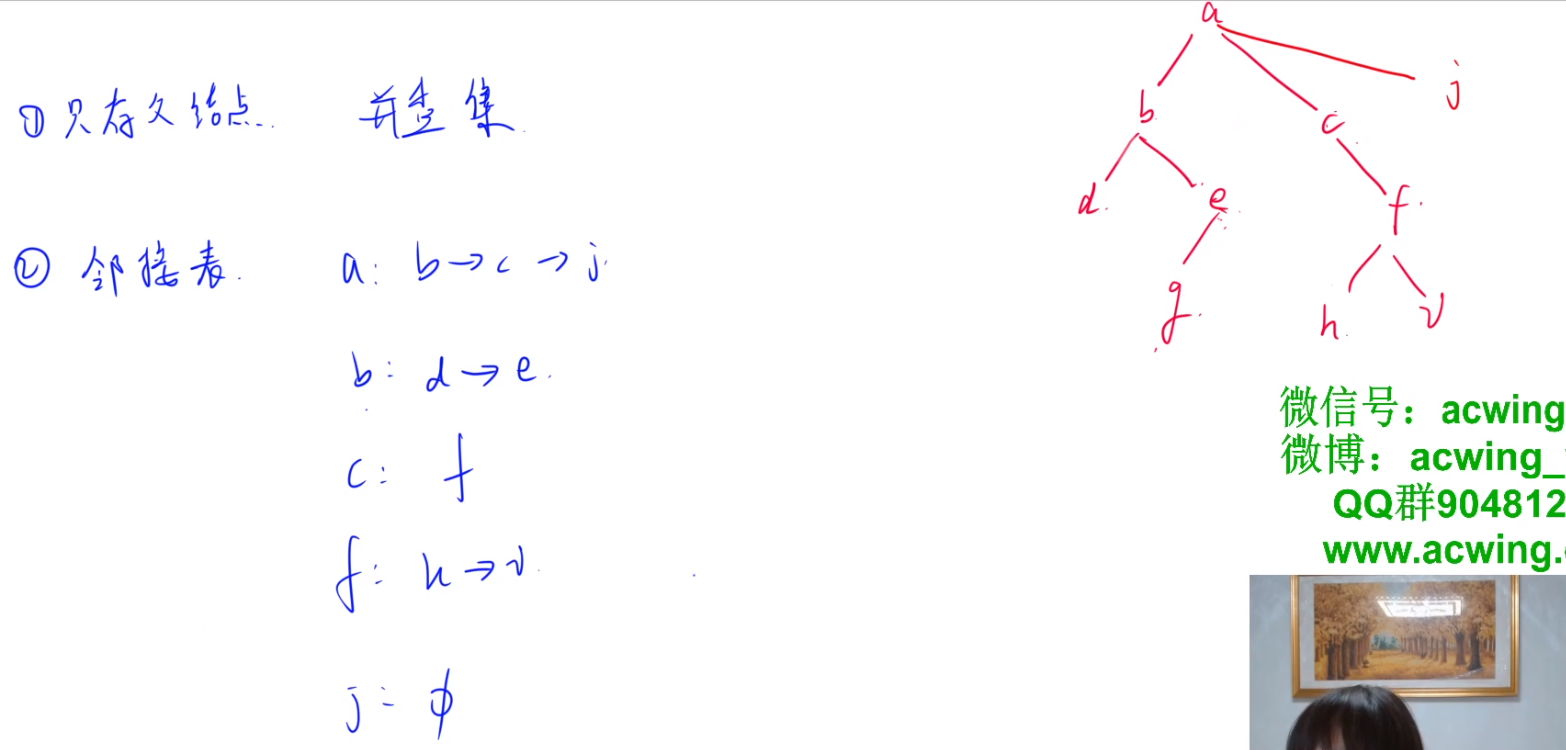 ① 只存父结点. 并查集.
② 邻接表. a: b→c→j
b: d→e.
c: f
f: h→v.
j: ϕ
a
b c j
d. e f.
g. h. v
微信号：acwing
微博：acwing_
QQ群904812
www.acwing.